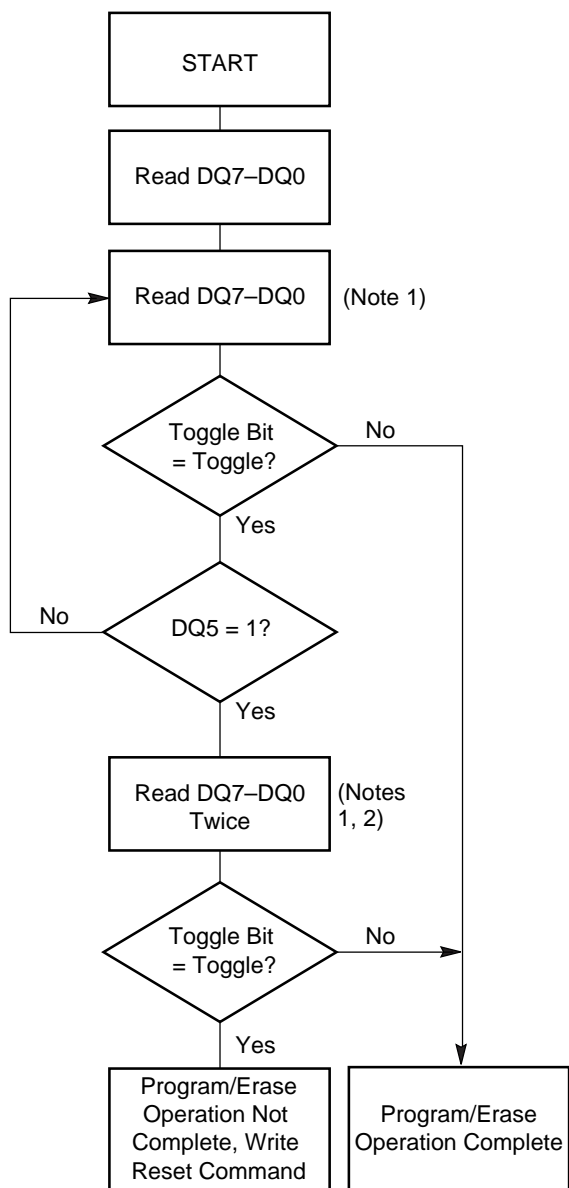 START
Read DQ7–DQ0
Read DQ7–DQ0
(Note 1)
Toggle Bit
= Toggle?
No
Yes
No
DQ5 = 1?
Yes
Read DQ7–DQ0
Twice
(Notes
1, 2)
Toggle Bit
= Toggle?
No
Yes
Program/Erase
Operation Not
Complete, Write
Reset Command
Program/Erase
Operation Complete